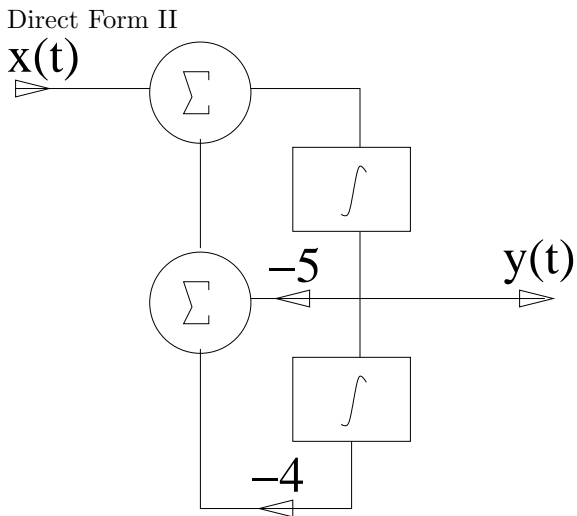 Direct Form II
x(t)
Σ
∫
−5
y(t)
Σ
∫
−4